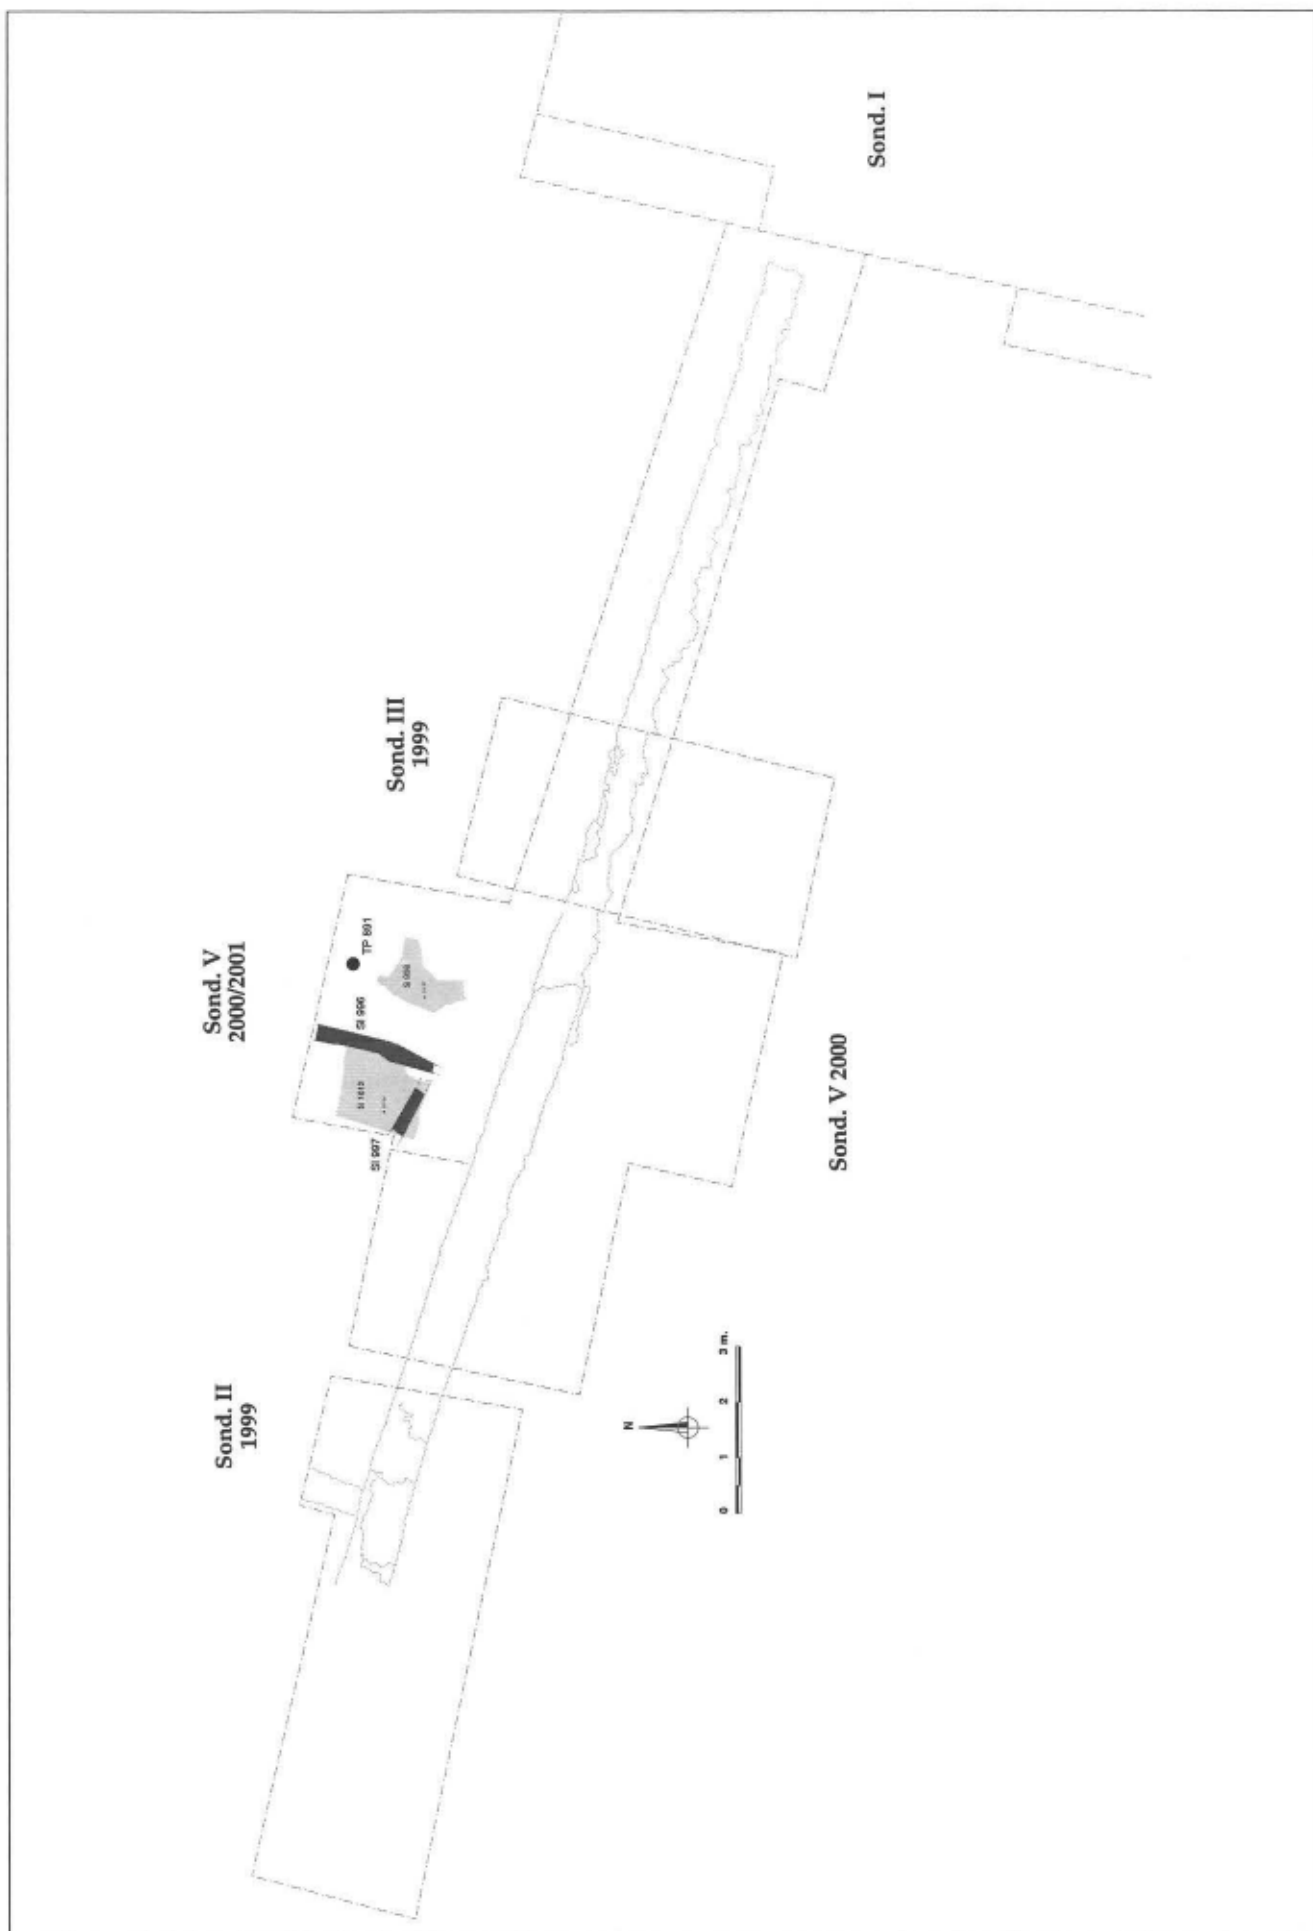 Sond. I
Sond. III
1999
Sond. V
2000/2001
TP 891
SI 996
SI 1013
SI 997
Sond. V 2000
Sond. II
1999
N
0 1 2 3 m.